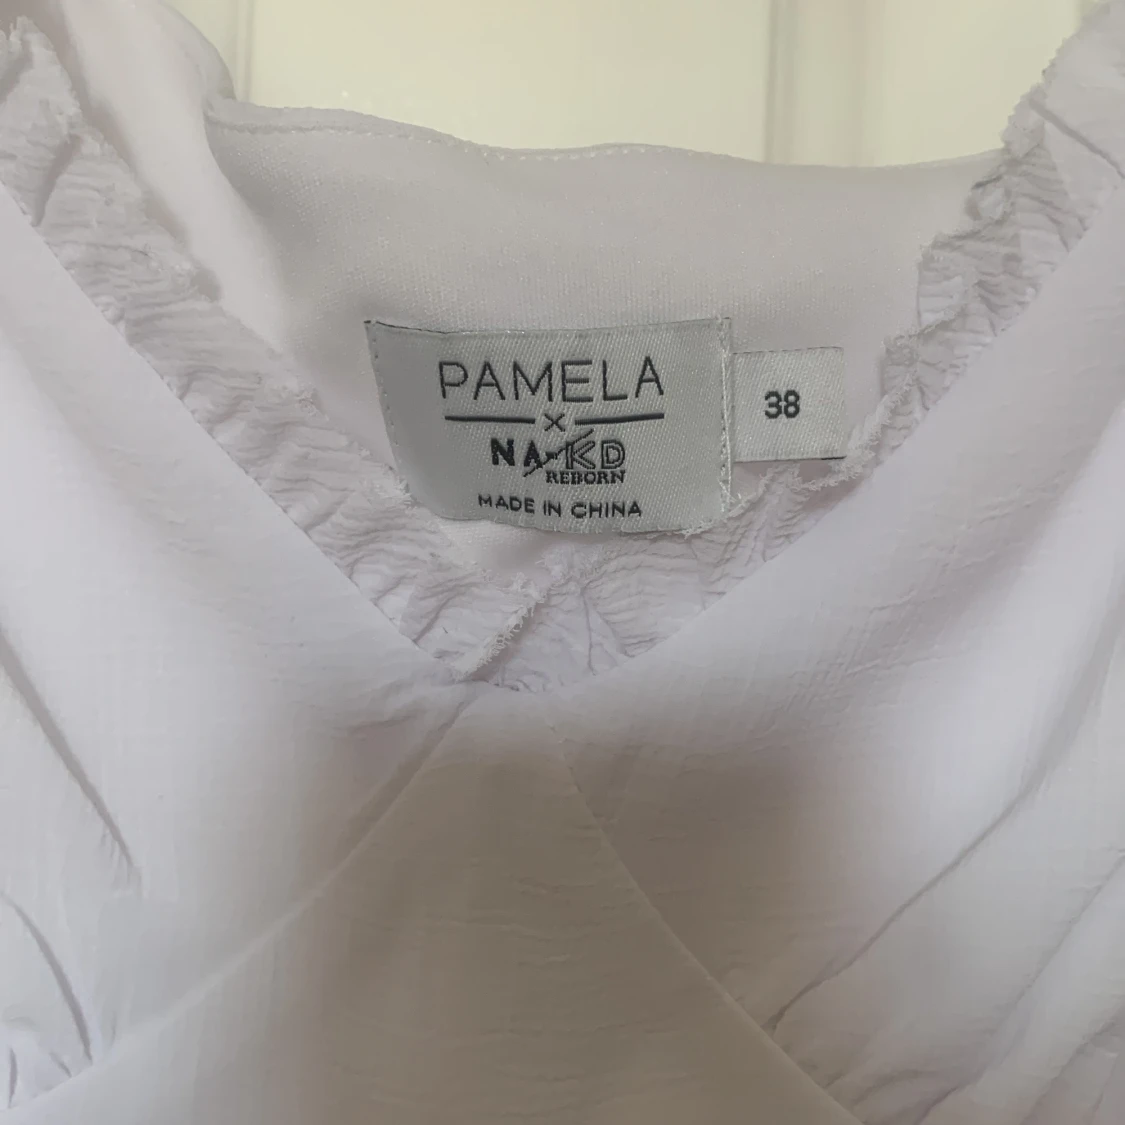 PAMELA
X
NA-KD
REBORN
MADE IN CHINA
38